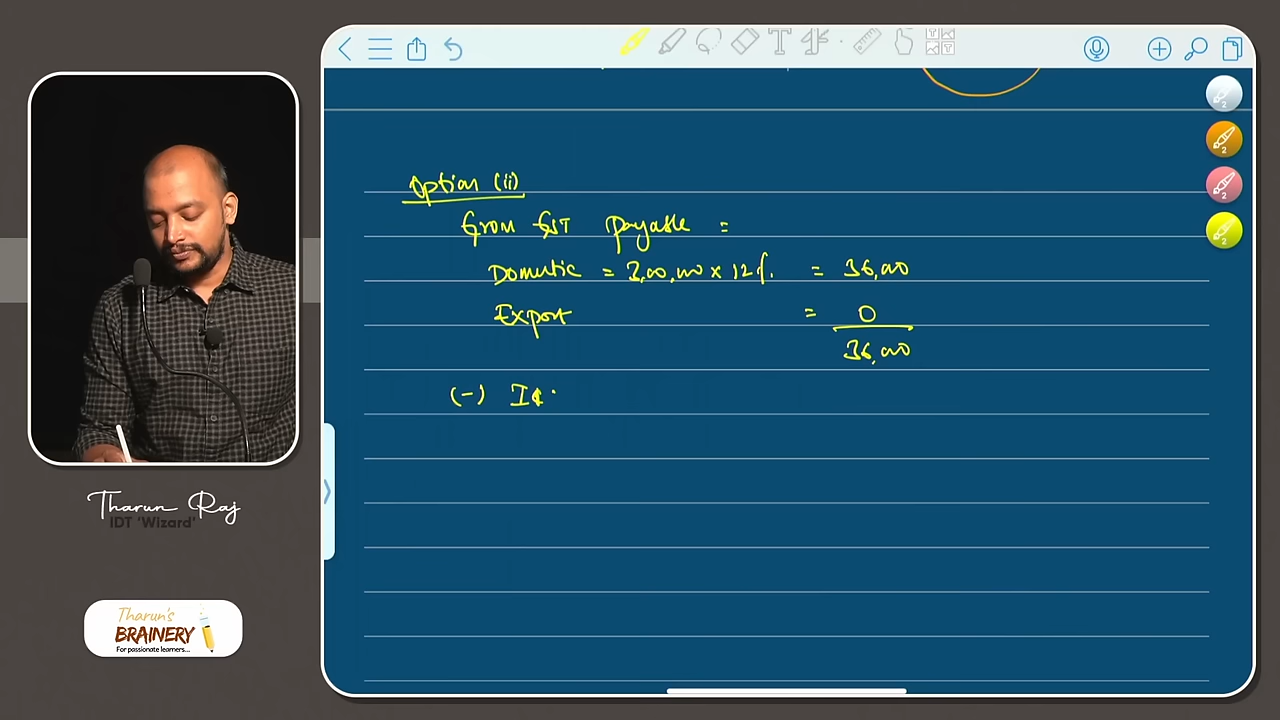 Option (ii)
Gross GST payable =
Domestic = 3,00,000 x 12% = 36,000
Export = 0
36,000
(-)
Tharun Raj
IDT 'Wizard'
Tharun's
BRAINERY
For passionate learners...